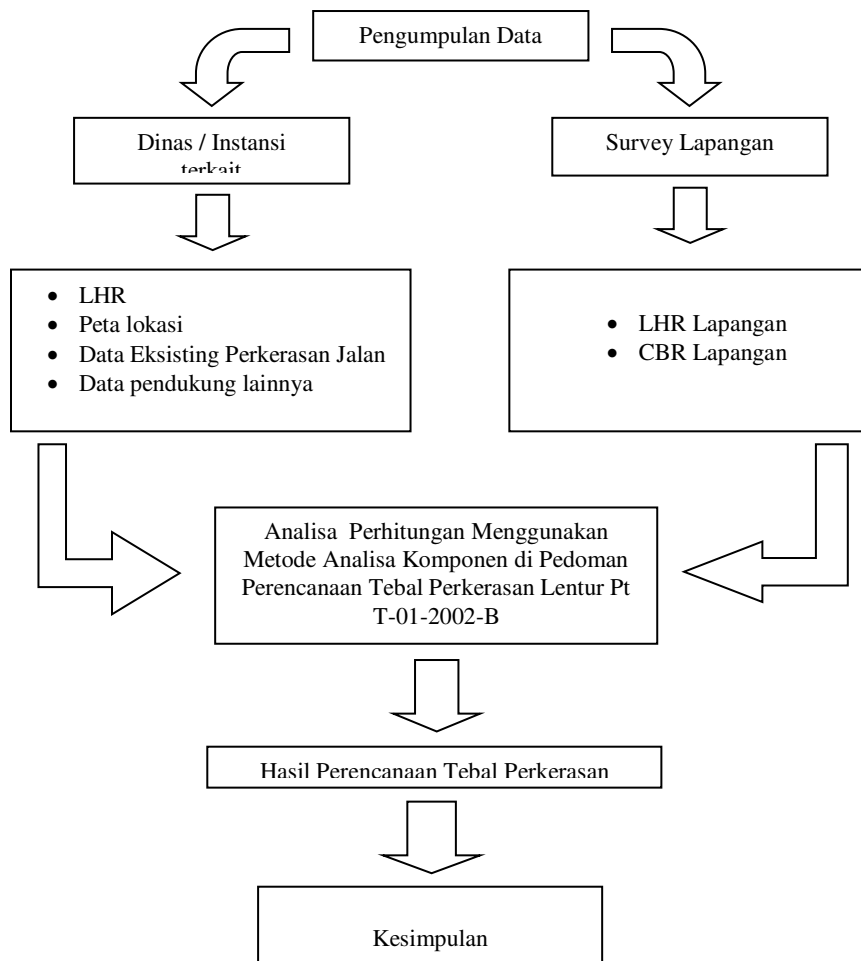 Pengumpulan Data
Dinas / Instansi
terkait
Survey Lapangan
• LHR
• Peta lokasi
• Data Eksisting Perkerasan Jalan
• Data pendukung lainnya
• LHR Lapangan
• CBR Lapangan
Analisa Perhitungan Menggunakan
Metode Analisa Komponen di Pedoman
Perencanaan Tebal Perkerasan Lentur Pt
T-01-2002-B
Hasil Perencanaan Tebal Perkerasan
Kesimpulan